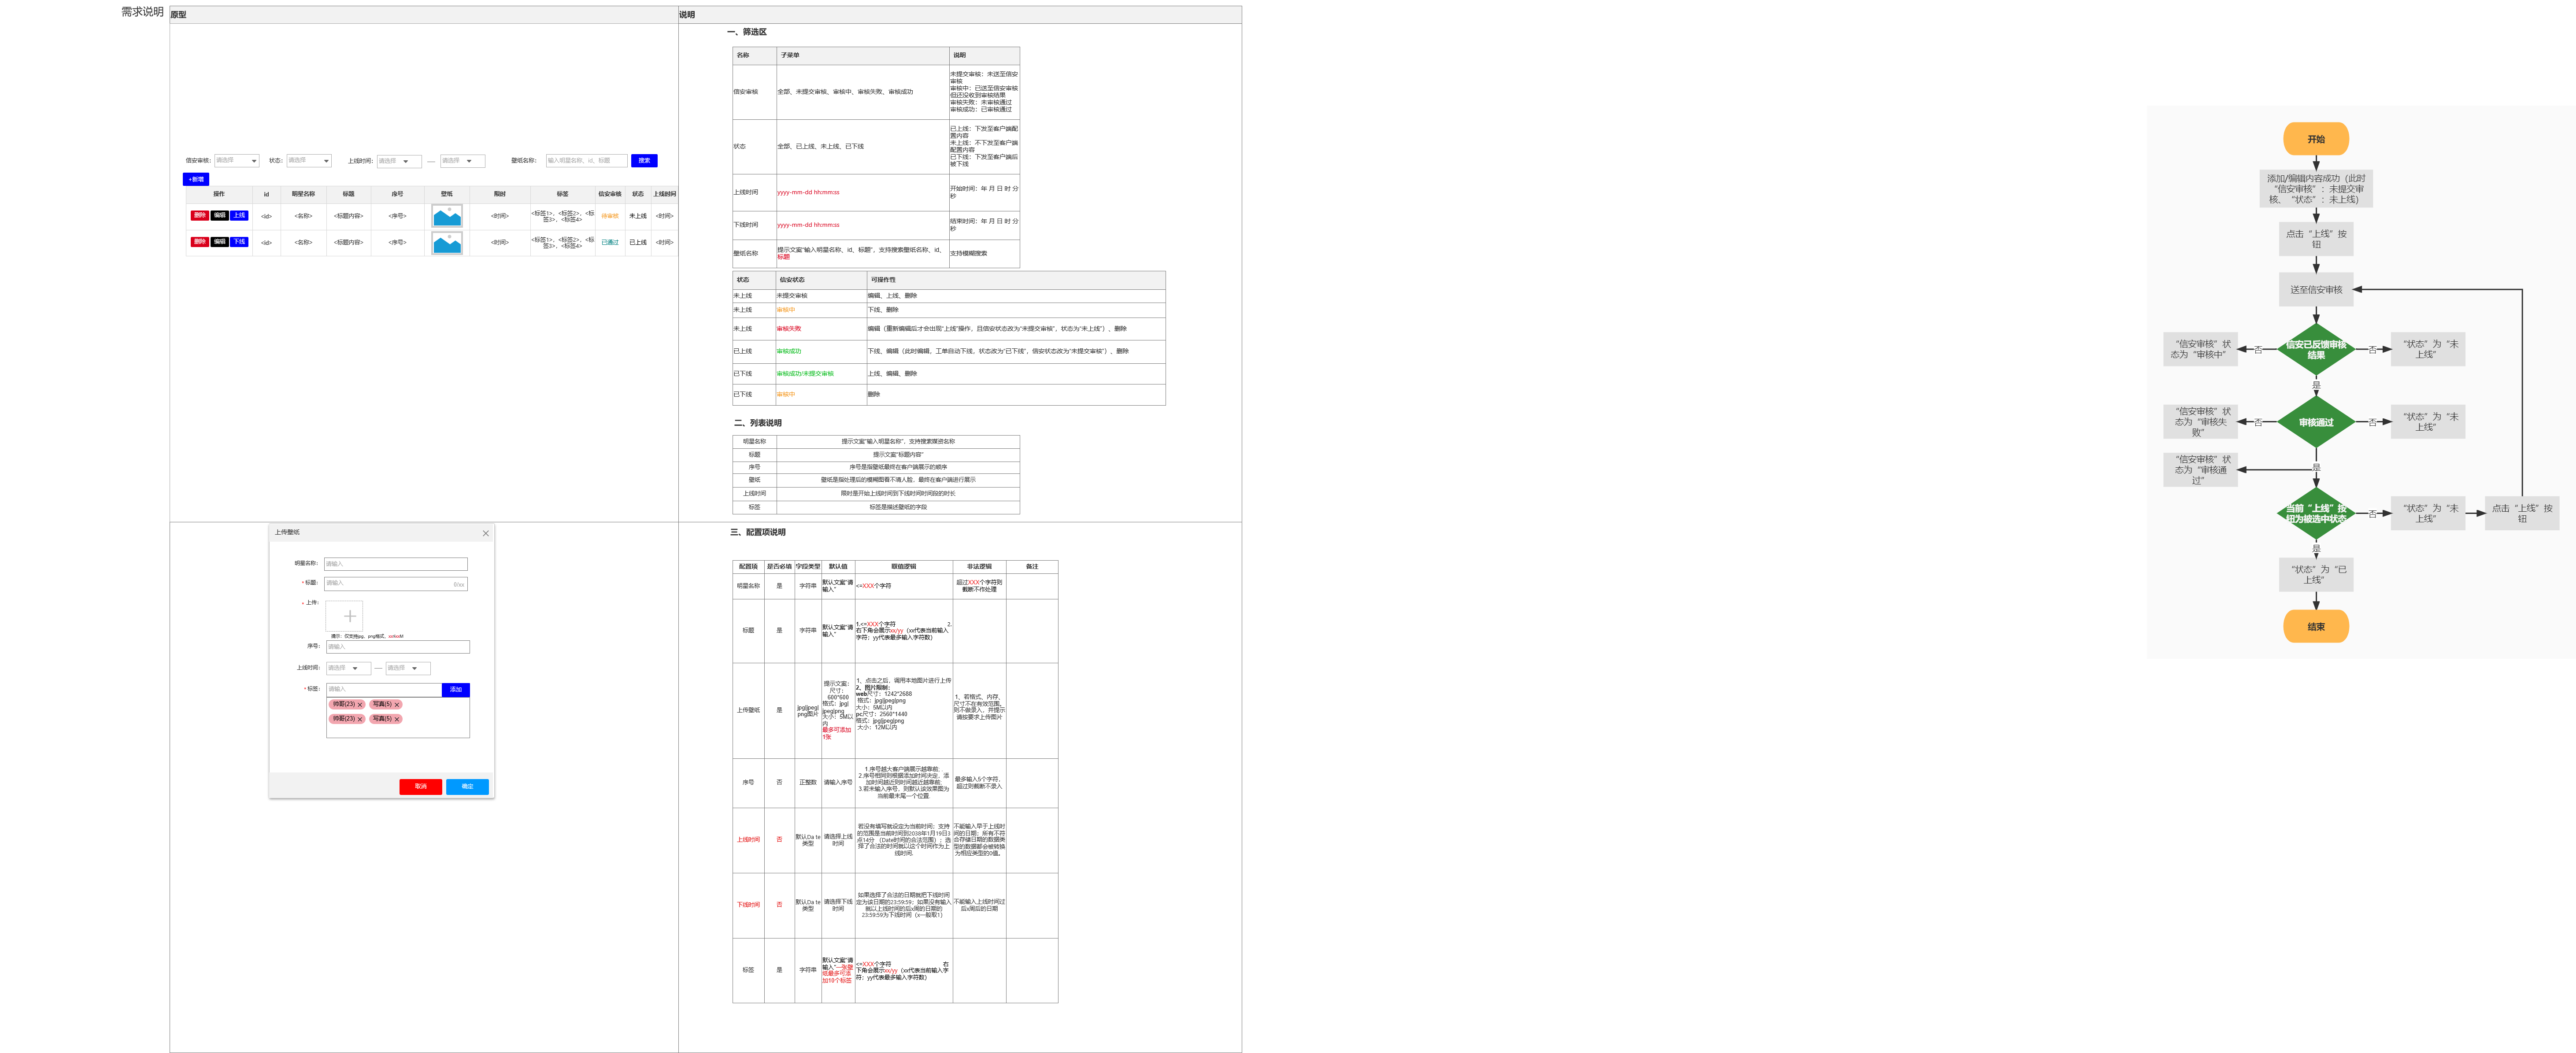 需求说明
原型
说明
信安审核：
请选择
状态：
请选择
上线时间：
请选择
—
请选择
壁纸名称：
输入明星名称、id、标题
搜索
+新增
操作 id 明星名称 标题 序号 壁纸 限时 标签 信安审核 状态 上线时间
删除 编辑 上线 <id> <名称> <标题内容> <序号> <时间> <标签1>、<标签2>、<标签3>、<标签4> 待审核 未上线 <时间>
删除 编辑 下线 <id> <名称> <标题内容> <序号> <时间> <标签1>、<标签2>、<标签3>、<标签4> 已通过 已上线 <时间>
一、筛选区
名称 子菜单 说明
信安审核
全部、未提交审核、审核中、审核失败、审核成功
未提交审核：未送至信安
审核
审核中：已送至信安审核
但还没收到审核结果
审核失败：未审核通过
审核成功：已审核通过
状态
全部、已上线、未上线、已下线
已上线：下发至客户端配
置内容
未上线：不下发至客户端
配置内容
已下线：下发至客户端后
被下线
上线时间
yyyy-mm-dd hh:mm:ss
开始时间：年 月 日 时 分
秒
下线时间
yyyy-mm-dd hh:mm:ss
结束时间：年 月 日 时 分
秒
壁纸名称
提示文案“输入明星名称、id、标题”，支持搜索壁纸名称、id、
标题
支持模糊搜索
状态 信安状态 可操作性
未上线 未提交审核 编辑、上线、删除
未上线 审核中 下线、删除
未上线 审核失败 编辑（重新编辑后才会出现“上线”操作，且信安状态改为“未提交审核”，状态为“未上线”）、删除
已上线 审核成功 下线、编辑（此时编辑，工单自动下线，状态改为“已下线”，信安状态改为“未提交审核”）、删除
已下线 审核成功/未提交审核 上线、编辑、删除
已下线 审核中 删除
二、列表说明
明星名称 提示文案“输入明星名称”，支持搜索媒资名称
标题 提示文案“标题内容”
序号 序号是指壁纸最终在客户端展示的顺序
壁纸 壁纸是指处理后的模糊图看不清人脸，最终在客户端进行展示
上线时间 限时是开始上线时间到下线时间时间段的时长
标签 标签是描述壁纸的字段
上传壁纸
明星名称：
请输入
*标题：
请输入
0/xx
* 上传：
提示：仅支持jpg、png格式，xxkxxM
序号：
请输入
上线时间：
请选择
—
请选择
*标签：
请输入
添加
帅哥(23) × 写真(5) ×
帅哥(23) × 写真(5) ×
取消
确定
三、配置项说明
配置项 是否必填 字段类型 默认值 取值逻辑 非法逻辑 备注
明星名称
是
字符串
默认文案“请
输入”
<=XXX个字符
超过XXX个字符则
截断不作处理
标题
是
字符串
默认文案“请
输入”
1.<=XXX个字符 2.
右下角会展示xx/yy（xx代表当前输入
字符；yy代表最多输入字符数）
上传壁纸
是
jpg|jpeg|
png图片
提示文案：
尺寸：
600*600
格式：jpg|
jpeg|png
大小：5M以
内
最多可添加
1张
1、点击之后，调用本地图片进行上传
2、图片限制：
web尺寸：1242*2688
格式：jpg|jpeg|png
大小：5M以内
pc尺寸：2560*1440
格式：jpg|jpeg|png
大小：12M以内
1、若格式、内存、
尺寸不在有效范围，
则不做录入，并提示
请按要求上传图片
序号
否
正整数
请输入序号
1.序号越大客户端展示越靠前;
2.序号相同则根据添加时间决定，添
加时间越近则时间越近越靠前;
3.若未输入序号，则默认该效果图为
当前最末尾一个位置.
最多输入5个字符，
超过则截断不录入
上线时间
否
默认Da te
类型
请选择上线
时间
若没有填写就设定为当前时间；支持
的范围是当前时间到2038年1月19日3
点14分 （Date时间的合法范围）；选
择了合法的时间就以这个时间作为上
线时间.
不能输入早于上线时
间的日期；所有不符
合存储日期的数据类
型的数据都会被转换
为相应类型的0值。
下线时间
否
默认Da te
类型
请选择下线
时间
如果选择了合法的日期就把下线时间
定为该日期的23:59:59；如果没有输入
就以上线时间的后x周的日期的
23:59:59为下线时间（x一般取1）
不能输入上线时间过
后x周后的日期
标签
是
字符串
默认文案“请
输入”一张壁
纸最多可添
加10个标签
<=XXX个字符 右
下角会展示xx/yy（xx代表当前输入字
符；yy代表最多输入字符数）
开始
添加/编辑内容成功（此时
“信安审核”：未提交审
核、“状态”：未上线）
点击“上线”按
钮
送至信安审核
“信安审核”状
态为“审核中”
否
信安已反馈审核
结果
否
“状态”为“未
上线”
是
“信安审核”状
态为“审核失
败”
否
审核通过
否
“状态”为“未
上线”
是
“信安审核”状
态为“审核通
过”
当前“上线”按
钮为被选中状态
否
“状态”为“未
上线”
点击“上线”按
钮
是
“状态”为“已
上线”
结束